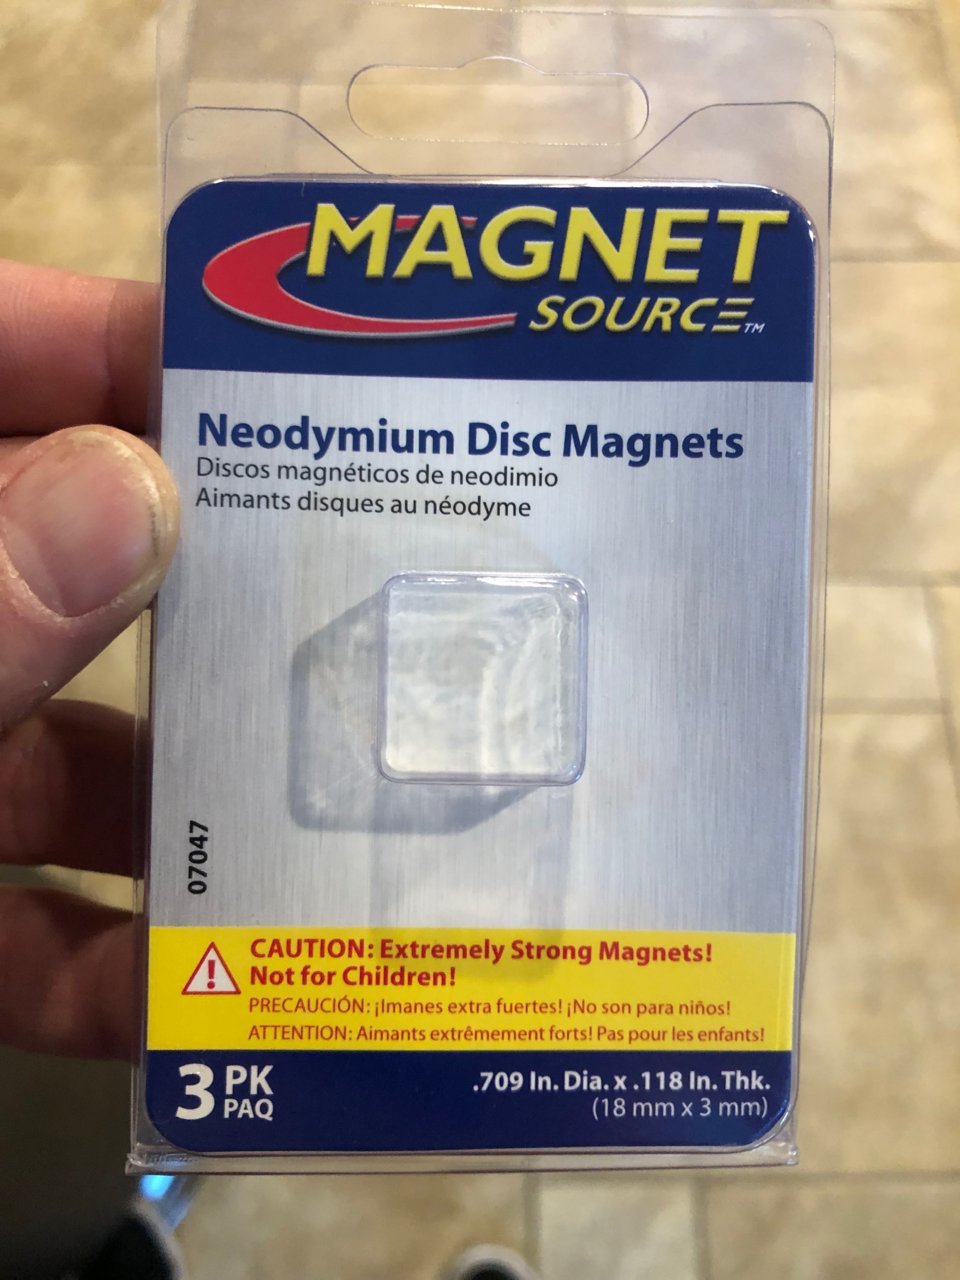 MAGNET
SOURCE™
Neodymium Disc Magnets
Discos magnéticos de neodimio
Aimants disques au néodyme
07047
CAUTION: Extremely Strong Magnets!
Not for Children!
PRECAUCIÓN: ¡Imanes extra fuertes! ¡No son para niños!
ATTENTION: Aimants extrêmement forts! Pas pour les enfants!
3 PK
PAQ
.709 In. Dia. x .118 In. Thk.
(18 mm x 3 mm)